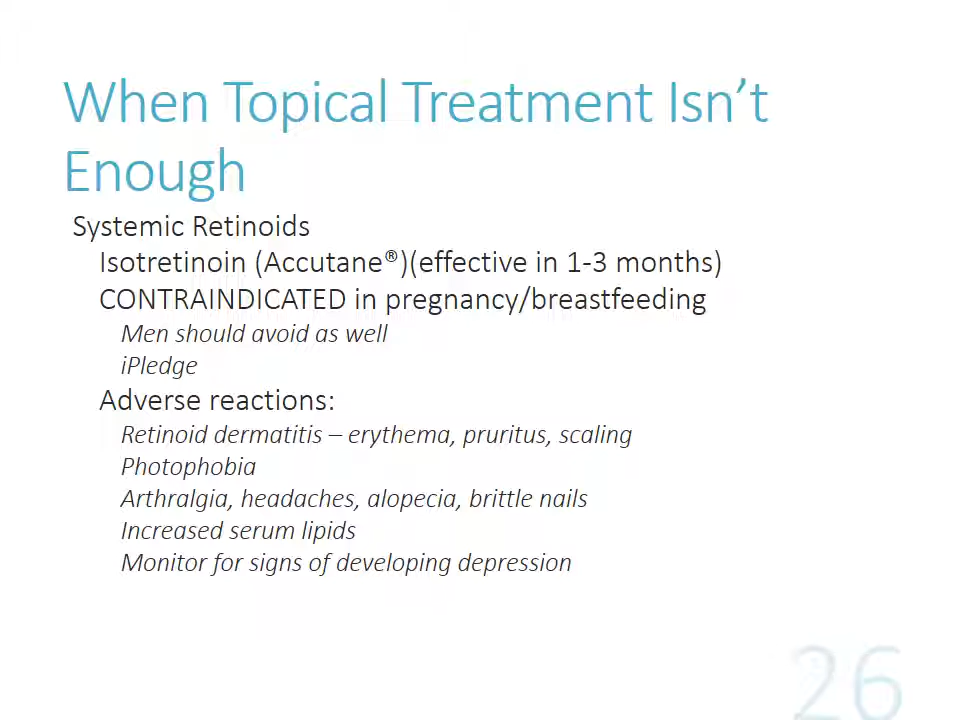 When Topical Treatment Isn’t
Enough
Systemic Retinoids
Isotretinoin (Accutane®)(effective in 1-3 months)
CONTRAINDICATED in pregnancy/breastfeeding
Men should avoid as well
iPledge
Adverse reactions:
Retinoid dermatitis – erythema, pruritus, scaling
Photophobia
Arthralgia, headaches, alopecia, brittle nails
Increased serum lipids
Monitor for signs of developing depression
26